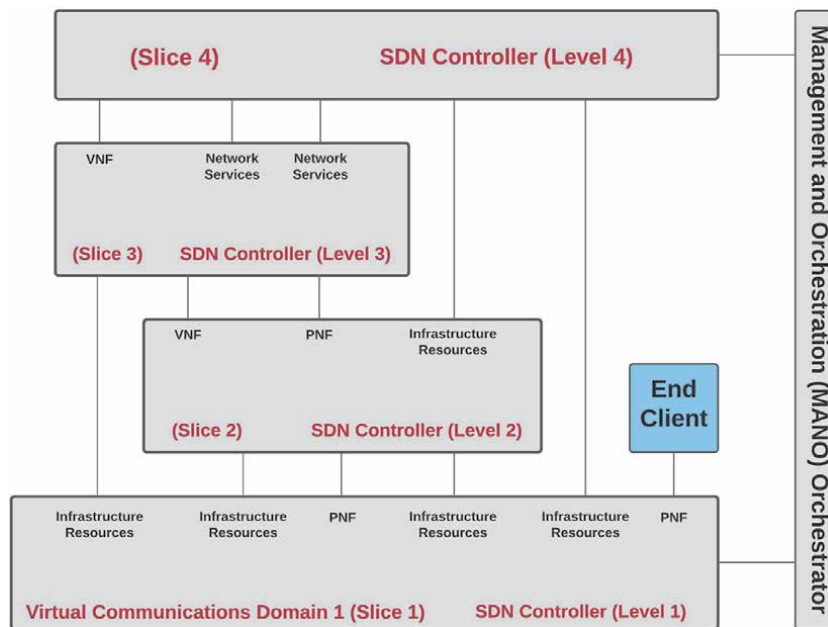 (Slice 4) SDN Controller (Level 4)
VNF Network Services Network Services
(Slice 3) SDN Controller (Level 3)
VNF PNF Infrastructure Resources
(Slice 2) SDN Controller (Level 2)
End
Client
Infrastructure Resources Infrastructure Resources PNF Infrastructure Resources Infrastructure Resources PNF
Virtual Communications Domain 1 (Slice 1) SDN Controller (Level 1)
Management and Orchestration (MANO) Orchestrator